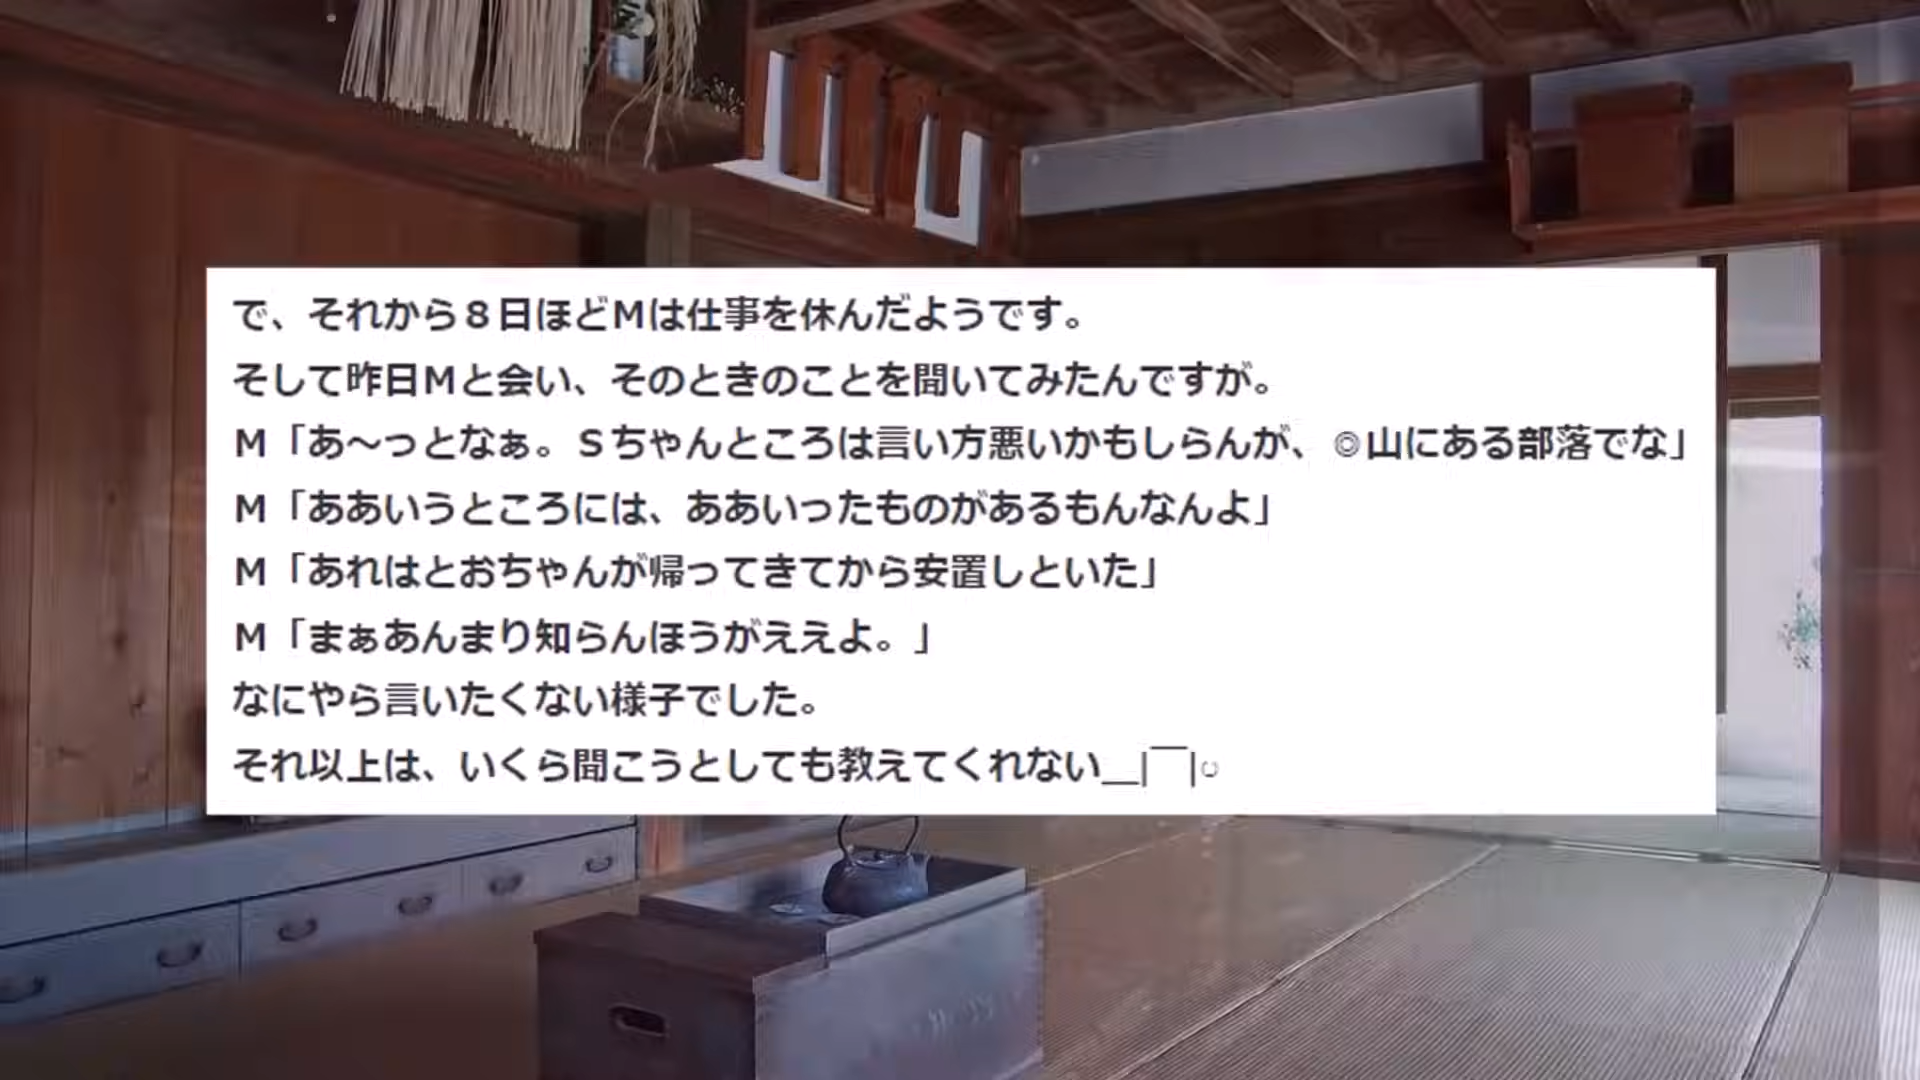 で、それから８日ほどＭは仕事を休んだようです。
そして昨日Ｍと会い、そのときのことを聞いてみたんですが。
Ｍ「あ～っとなぁ。Ｓちゃんところは言い方悪いかもしらんが、◎山にある部落でな」
Ｍ「ああいうところには、ああいったものがあるもんなんよ」
Ｍ「あれはとおちゃんが帰ってきてから安置しといた」
Ｍ「まぁあんまり知らんほうがええよ。」
なにやら言いたくない様子でした。
それ以上は、いくら聞こうとしても教えてくれない＿|￣|○